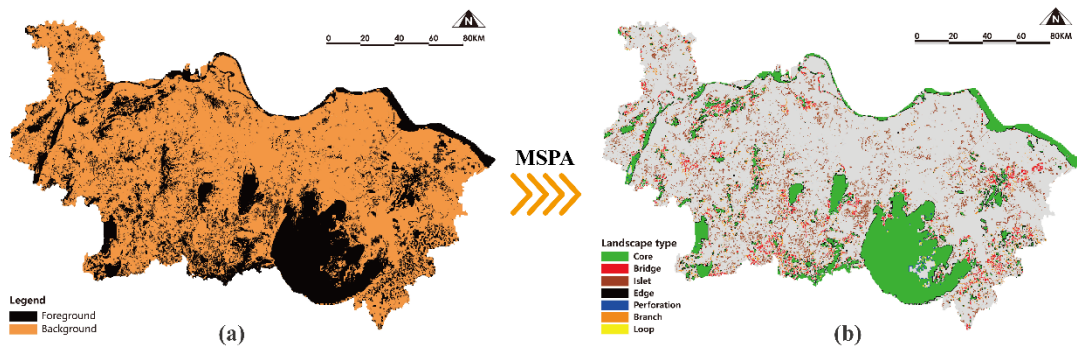 N
0 20 40 60 80KM
Legend
Foreground
Background
(a)
MSPA
N
0 20 40 60 80KM
Landscape type
Core
Bridge
Islet
Edge
Perforation
Branch
Loop
(b)